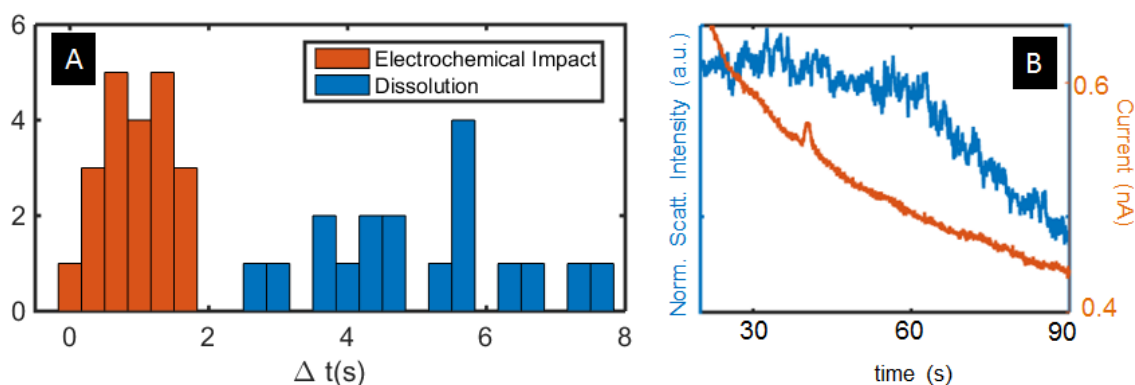 A
Electrochemical Impact
Dissolution
6
4
2
0
0
2
4
6
8
Δ t(s)
B
Norm. Scatt. Intensity (a.u.)
0.6
0.4
Current (nA)
30
60
90
time (s)